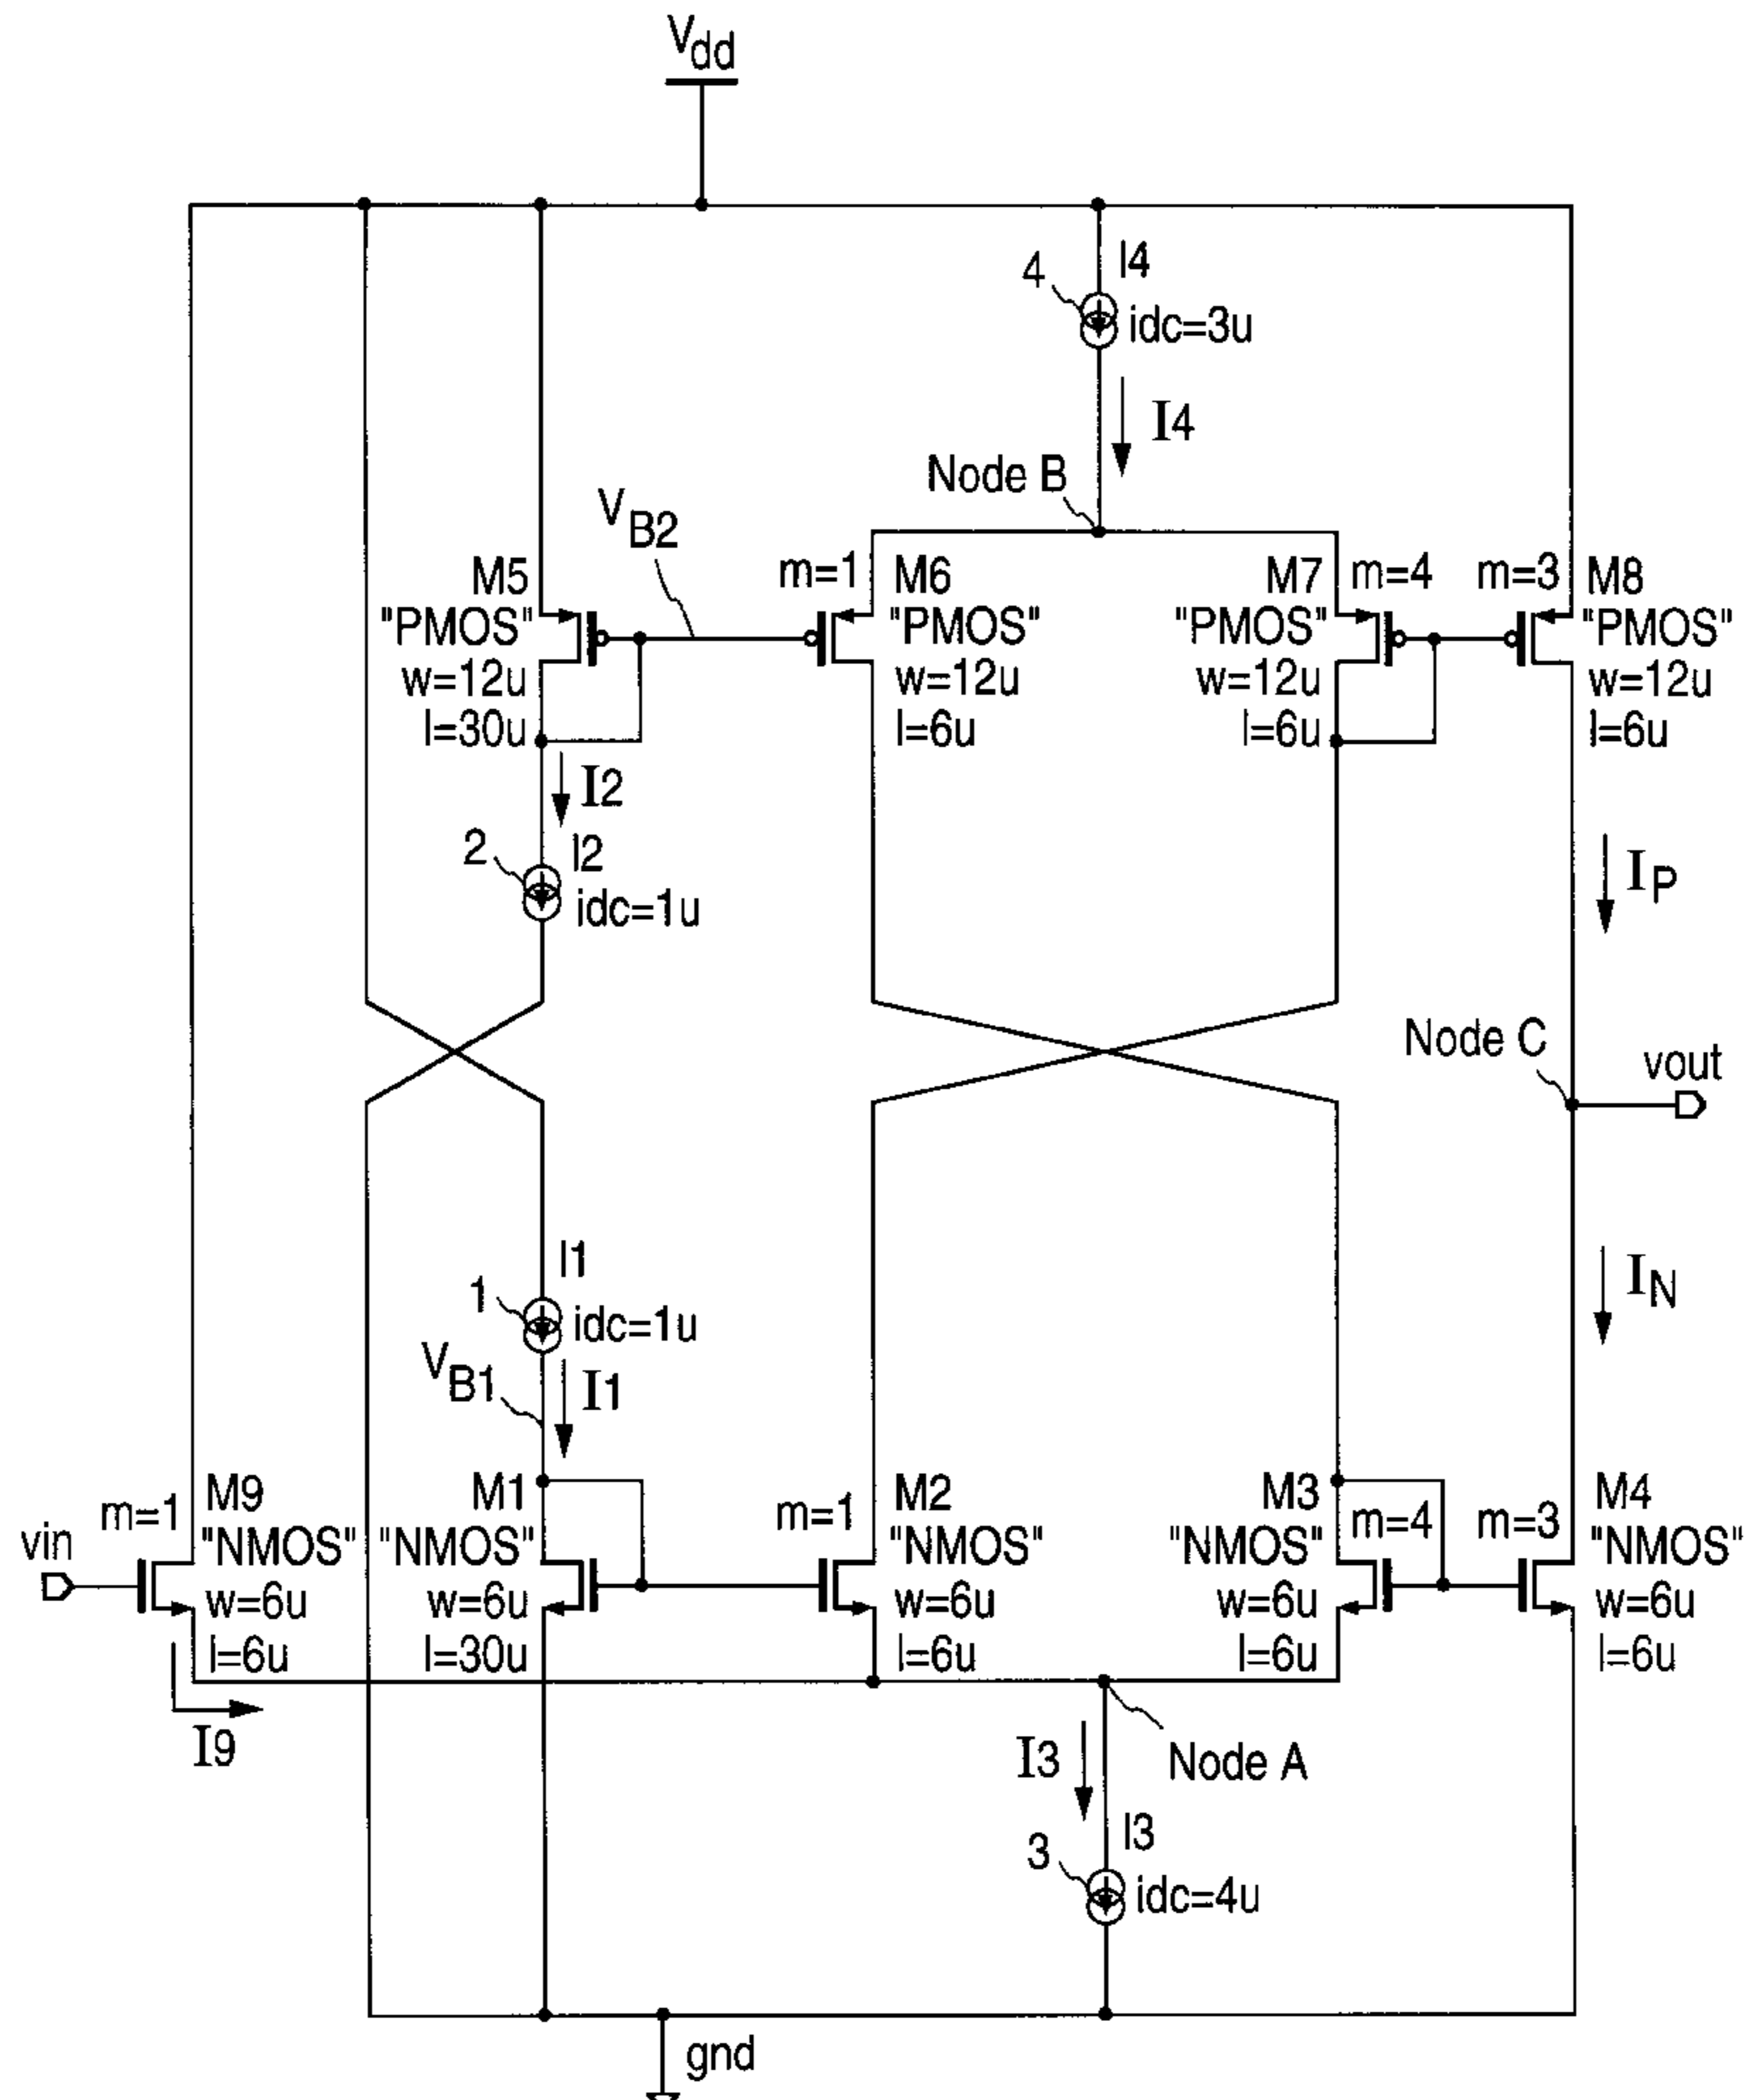 Vdd
4
I4
idc=3u
I4
Node B
VB2
M5
"PMOS"
w=12u
l=30u
m=1
M6
"PMOS"
w=12u
l=6u
M7
"PMOS"
w=12u
l=6u
m=4
m=3
M8
"PMOS"
w=12u
l=6u
I2
2
I2
idc=1u
IP
Node C
vout
1
I1
idc=1u
VB1
I1
IN
vin
m=1
M9
"NMOS"
w=6u
l=6u
M1
"NMOS"
w=6u
l=30u
m=1
M2
"NMOS"
w=6u
l=6u
M3
"NMOS"
w=6u
l=6u
m=4
m=3
M4
"NMOS"
w=6u
l=6u
I9
I3
Node A
3
I3
idc=4u
gnd